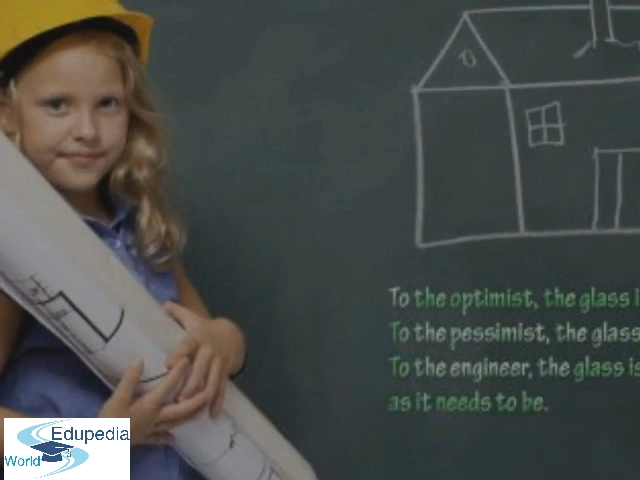 To the optimist, the glass i
To the pessimist, the glass
To the engineer, the glass is
as it needs to be.
Edupedia
World